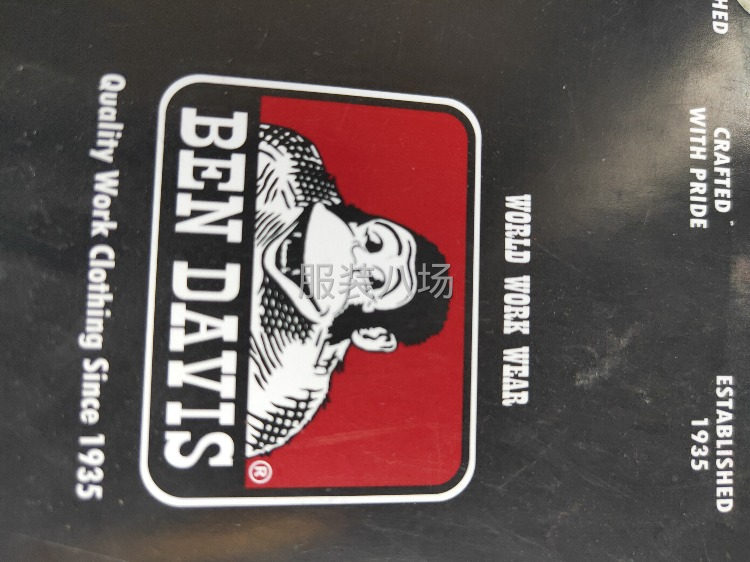 HED
CRAFTED
WITH PRIDE
ESTABLISHED
1935
WORLD WORK WEAR
BEN DAVIS®
Quality Work Clothing Since 1935
服装八场